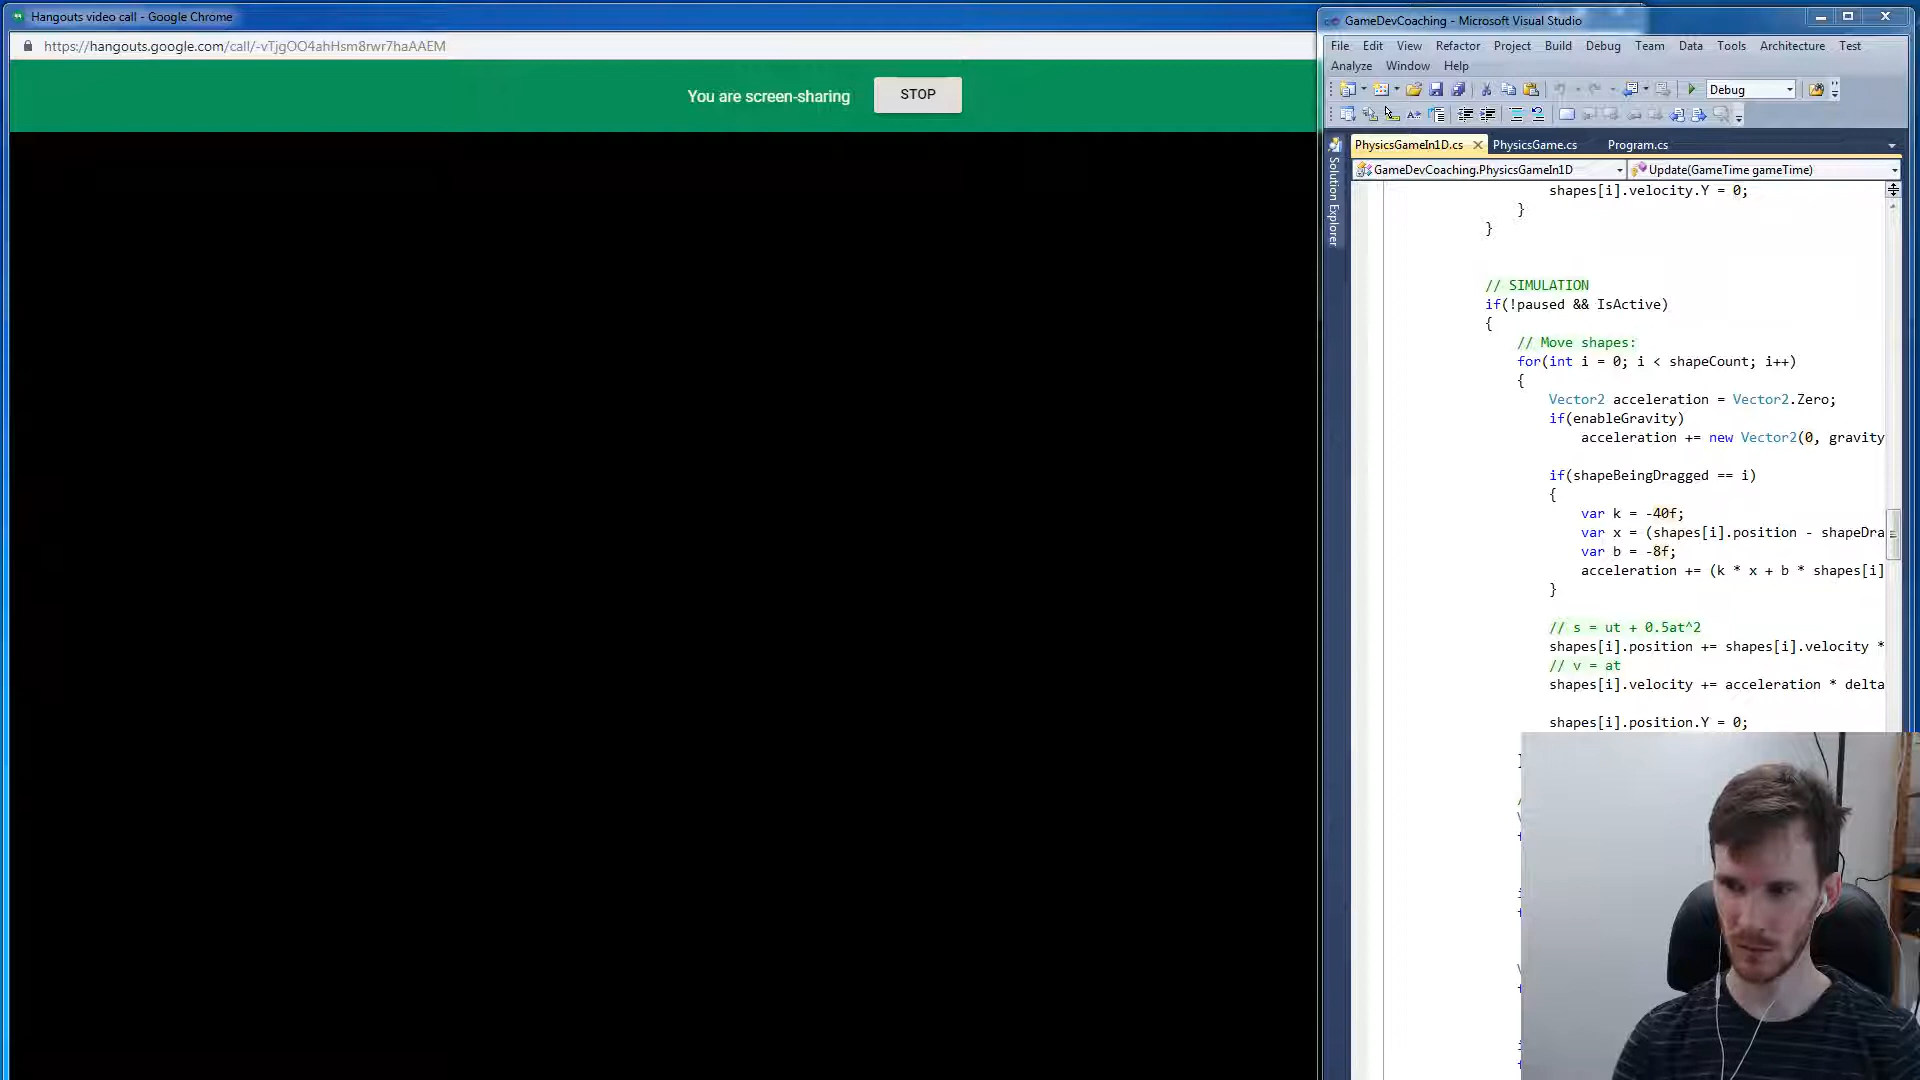 Hangouts video call - Google Chrome
https://hangouts.google.com/call/-vTjgOO4ahHsm8rwr7haAAEM
You are screen-sharing
STOP
GameDevCoaching - Microsoft Visual Studio
File Edit View Refactor Project Build Debug Team Data Tools Architecture Test
Analyze Window Help
Debug
PhysicsGameIn1D.cs PhysicsGame.cs Program.cs
GameDevCoaching.PhysicsGameIn1D Update(GameTime gameTime)
Solution Explorer
shapes[i].velocity.Y = 0;
}
}
// SIMULATION
if(!paused && IsActive)
{
// Move shapes:
for(int i = 0; i < shapeCount; i++)
{
Vector2 acceleration = Vector2.Zero;
if(enableGravity)
acceleration += new Vector2(0, gravity
if(shapeBeingDragged == i)
{
var k = -40f;
var x = (shapes[i].position - shapeDra
var b = -8f;
acceleration += (k * x + b * shapes[i]
}
// s = ut + 0.5at^2
shapes[i].position += shapes[i].velocity *
// v = at
shapes[i].velocity += acceleration * delta
shapes[i].position.Y = 0;